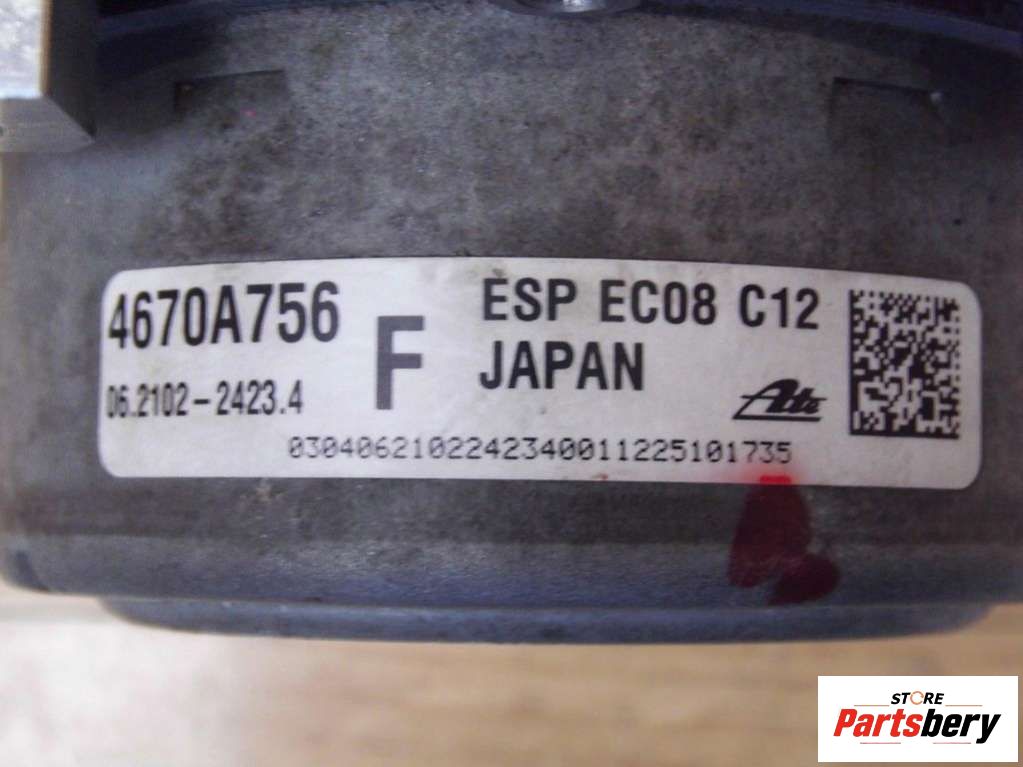 4670A756
06.2102-2423.4
F
ESP EC08 C12
JAPAN
Ate
0304062102242340011225101735
STORE
Partsbery